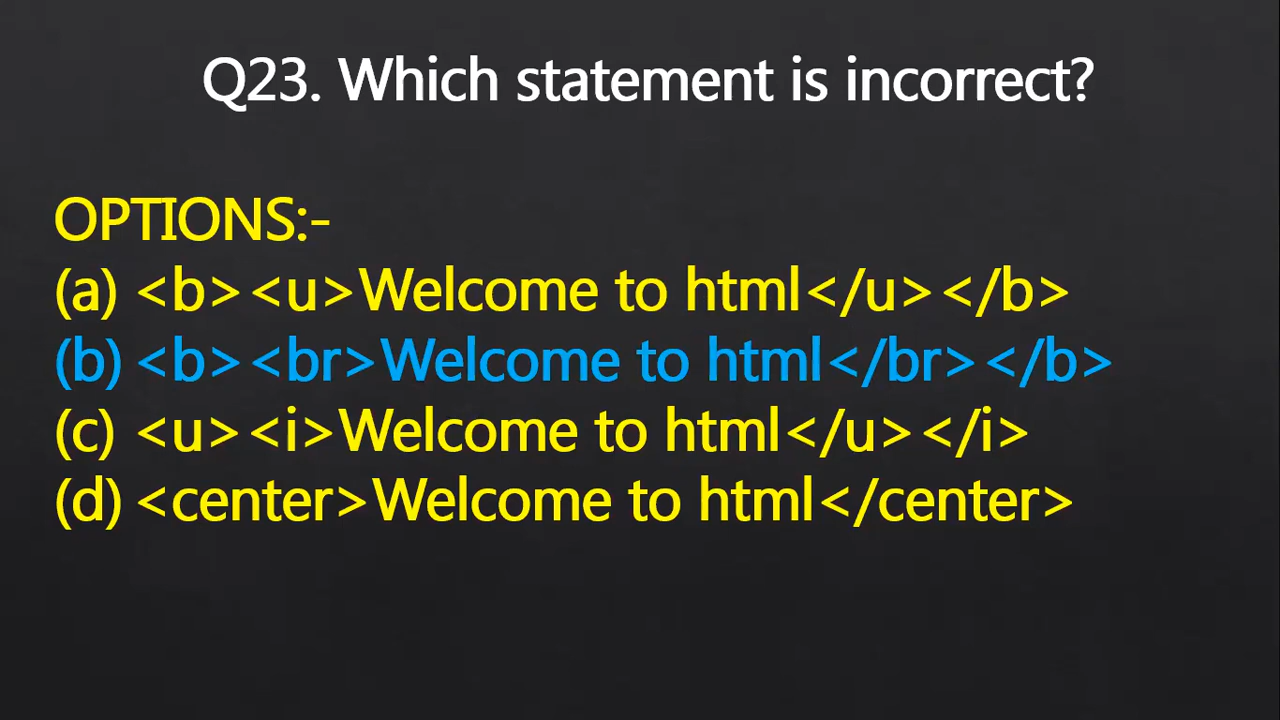 Q23. Which statement is incorrect?
OPTIONS:-
(a) <b><u>Welcome to html</u></b>
(b) <b><br>Welcome to html</br></b>
(c) <u><i>Welcome to html</u></i>
(d) <center>Welcome to html</center>